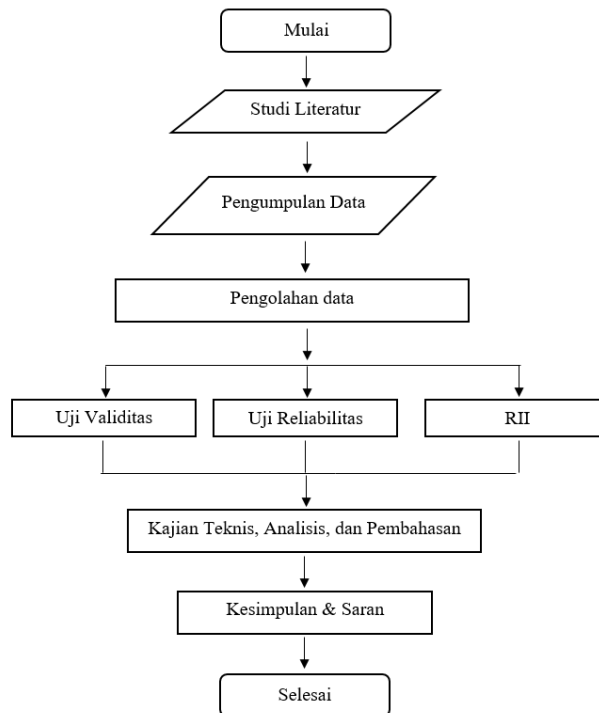 Mulai
Studi Literatur
Pengumpulan Data
Pengolahan data
Uji Validitas
Uji Reliabilitas
RII
Kajian Teknis, Analisis, dan Pembahasan
Kesimpulan & Saran
Selesai